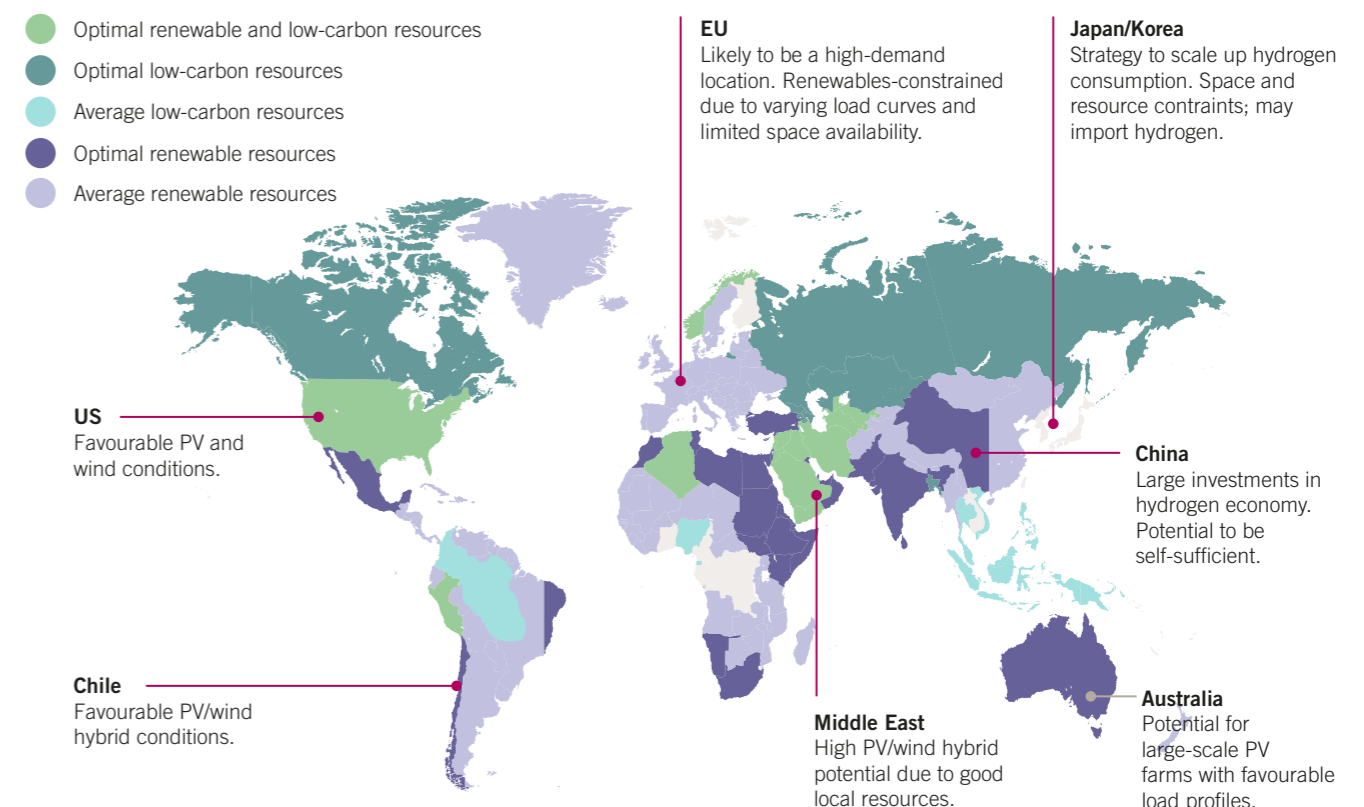 Optimal renewable and low-carbon resources
Optimal low-carbon resources
Average low-carbon resources
Optimal renewable resources
Average renewable resources
EU
Likely to be a high-demand
location. Renewables-constrained
due to varying load curves and
limited space availability.
Japan/Korea
Strategy to scale up hydrogen
consumption. Space and
resource contraints; may
import hydrogen.
US
Favourable PV and
wind conditions.
China
Large investments in
hydrogen economy.
Potential to be
self-sufficient.
Chile
Favourable PV/wind
hybrid conditions.
Middle East
High PV/wind hybrid
potential due to good
local resources.
Australia
Potential for
large-scale PV
farms with favourable
load profiles.